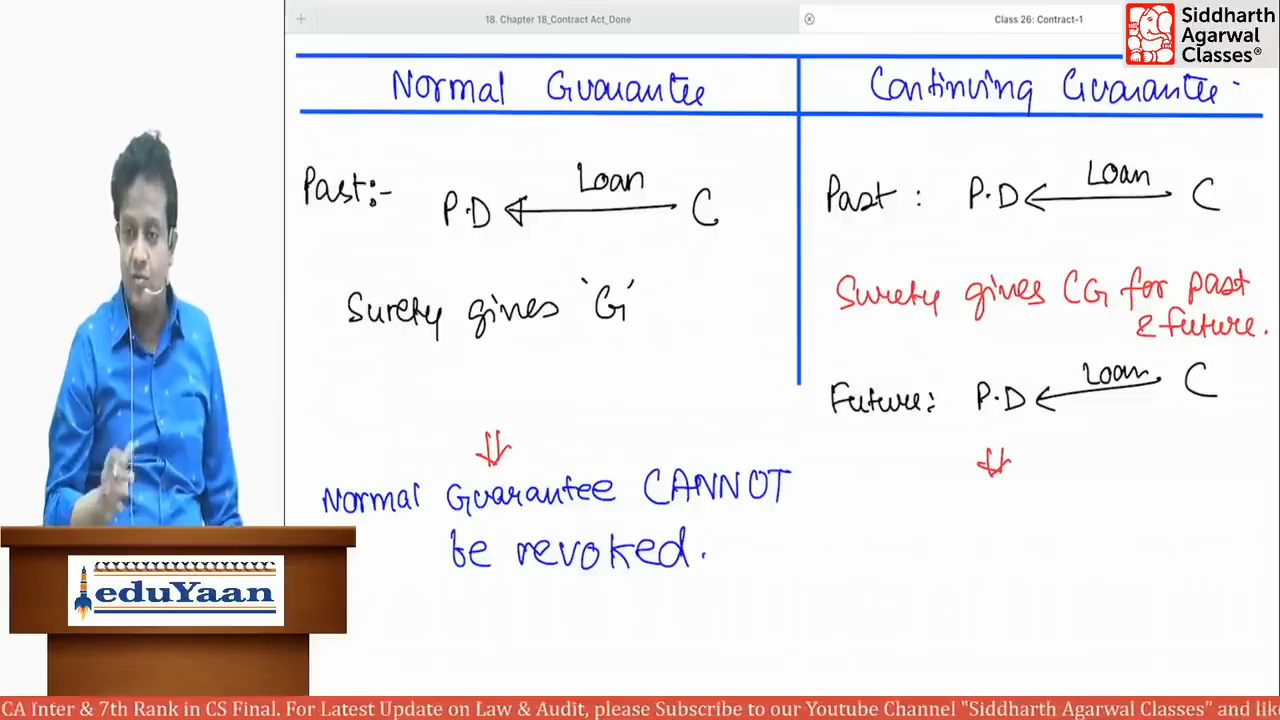 18. Chapter 18_Contract Act_Done
Class 26: Contract-1
Siddharth
Agarwal
Classes®
Normal Guarantee
Continuing Guarantee
Past:-
Loan
P.D
C
Surety gives 'G'
Normal Guarantee CANNOT
be revoked.
Past :
Loan
P.D
C
Surety gives CG for past
& future.
Future:
Loan
P.D
C
eduYaan
CA Inter & 7th Rank in CS Final. For Latest Update on Law & Audit, please Subscribe to our Youtube Channel "Siddharth Agarwal Classes" and